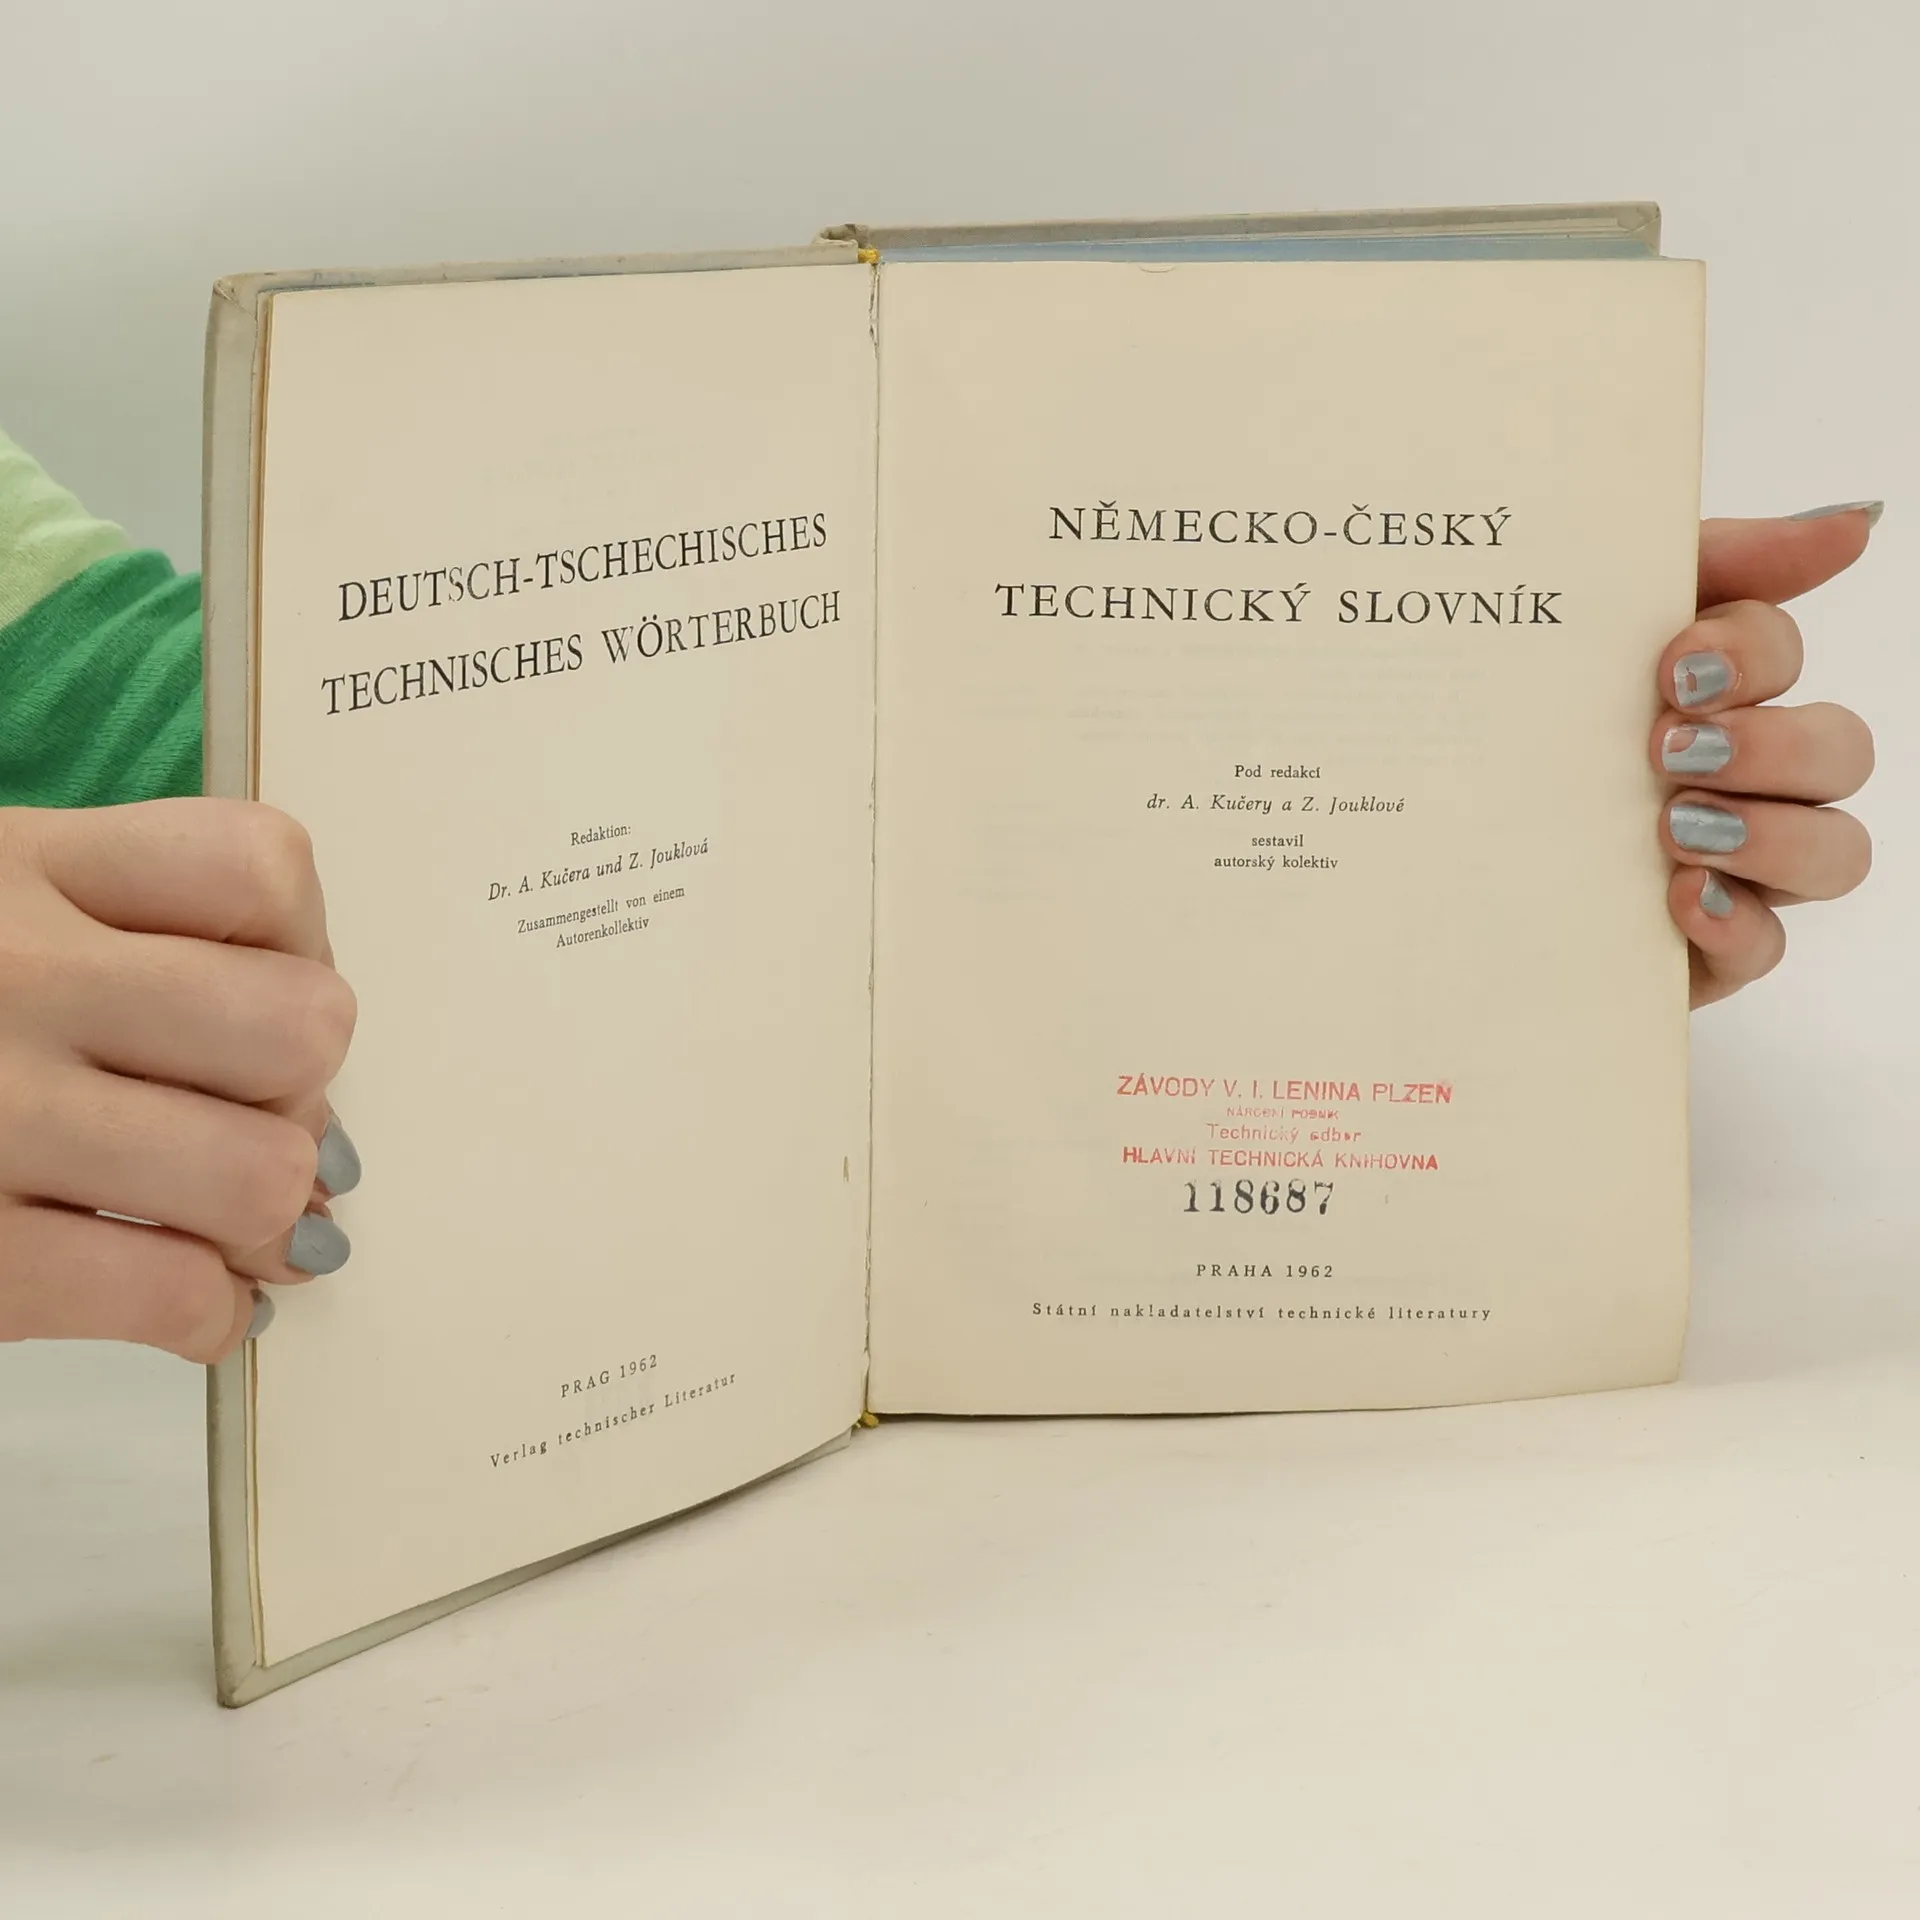 DEUTSCH-TSCHECHISCHES
TECHNISCHES WÖRTERBUCH
Redaktion:
Dr. A. Kučera und Z. Jouklová
Zusammengestellt von einem
Autorenkollektiv
PRAG 1962
Verlag technischer Literatur
NĚMECKO-ČESKÝ
TECHNICKÝ SLOVNÍK
Pod redakcí
dr. A. Kučery a Z. Jouklové
sestavil
autorský kolektiv
ZÁVODY V. I. LENINA PLZEŇ
NÁRODNÍ PODNIK
Technický odbor
HLAVNÍ TECHNICKÁ KNIHOVNA
118687
PRAHA 1962
Státní nakladatelství technické literatury